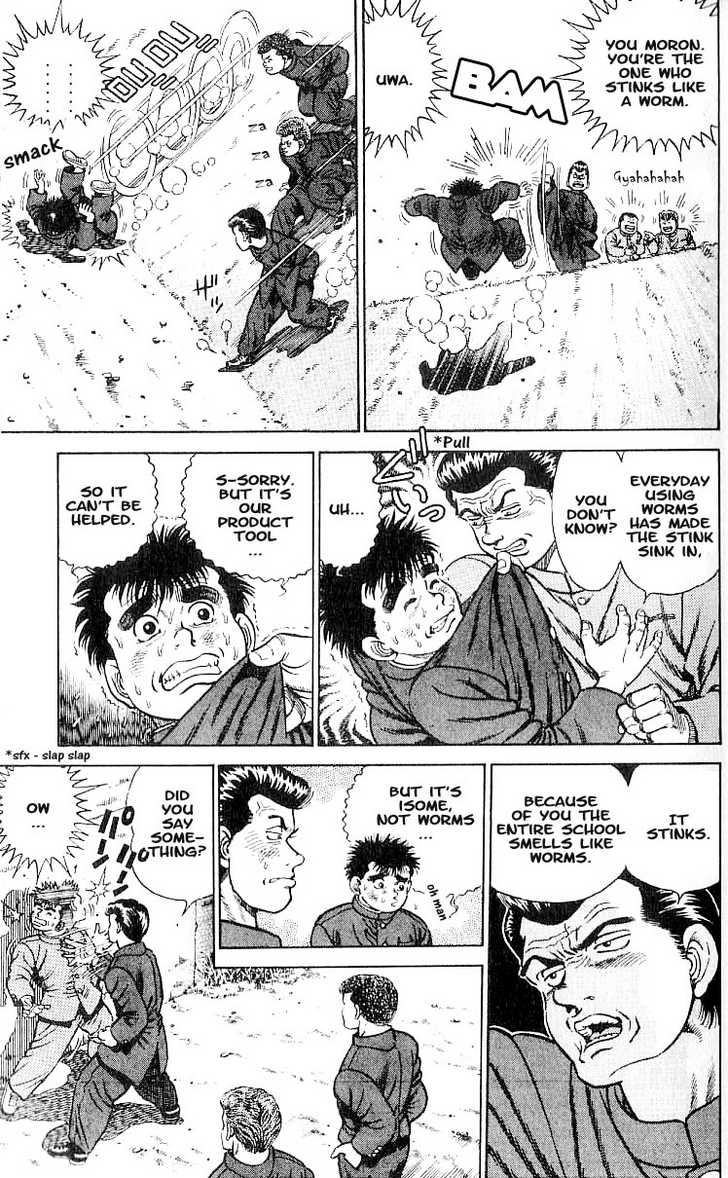 YOU MORON.
YOU'RE THE
ONE WHO
STINKS LIKE
A WORM.
BAM
UWA.
Gyahahahah
......
smack
ZA
ZA
*Pull
EVERYDAY
USING
WORMS
HAS MADE
THE STINK
SINK IN,
YOU
DON'T
KNOW?
UH...
S-SORRY.
BUT IT'S
OUR
PRODUCT
TOOL
...
SO IT
CAN'T BE
HELPED.
*sfx - slap slap
IT
STINKS.
BECAUSE
OF YOU THE
ENTIRE SCHOOL
SMELLS LIKE
WORMS.
BUT IT'S
ISOME,
NOT WORMS
...
oh man
DID
YOU
SAY
SOME-
THING?
OW
...